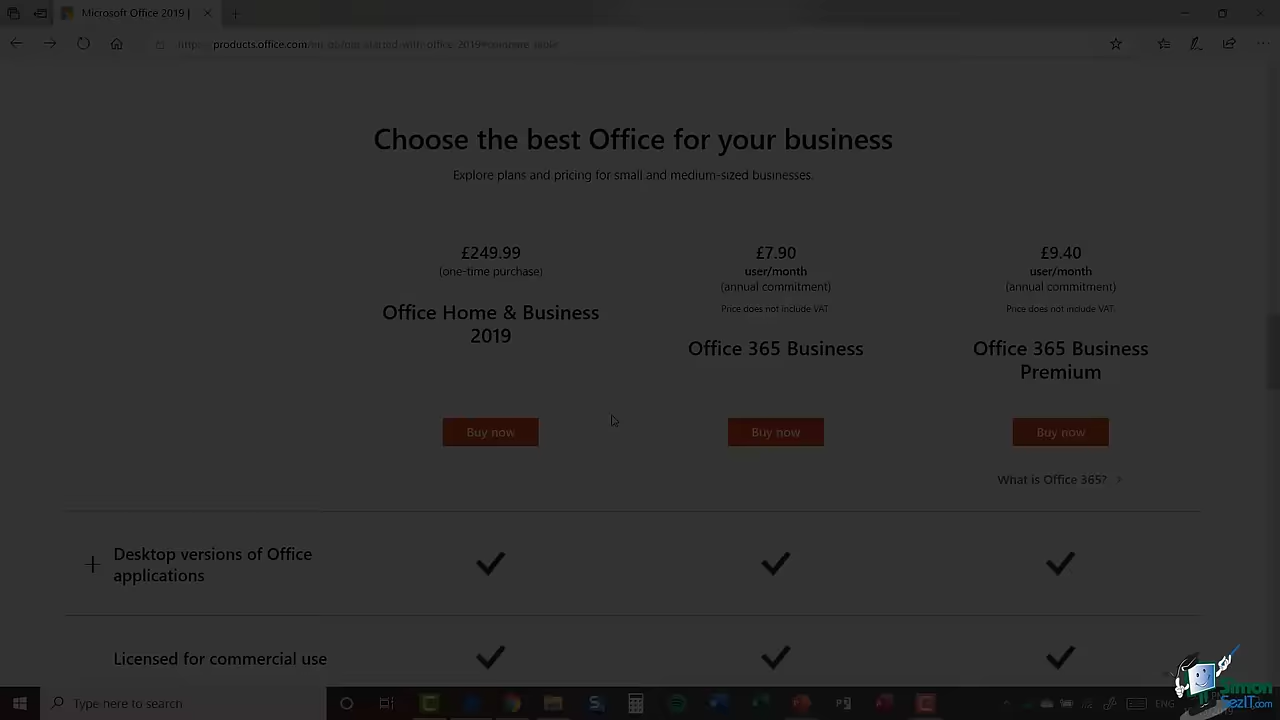 Microsoft Office 2019 |
products.office.com
Choose the best Office for your business
Explore plans and pricing for small and medium-sized businesses.
£249.99
(one-time purchase)
Office Home & Business
2019
Buy now
£7.90
user/month
(annual commitment)
Price does not include VAT
Office 365 Business
Buy now
£9.40
user/month
(annual commitment)
Price does not include VAT.
Office 365 Business
Premium
Buy now
What is Office 365?
Desktop versions of Office
applications
Licensed for commercial use
Type here to search
ENG
Simon
SezIT.com